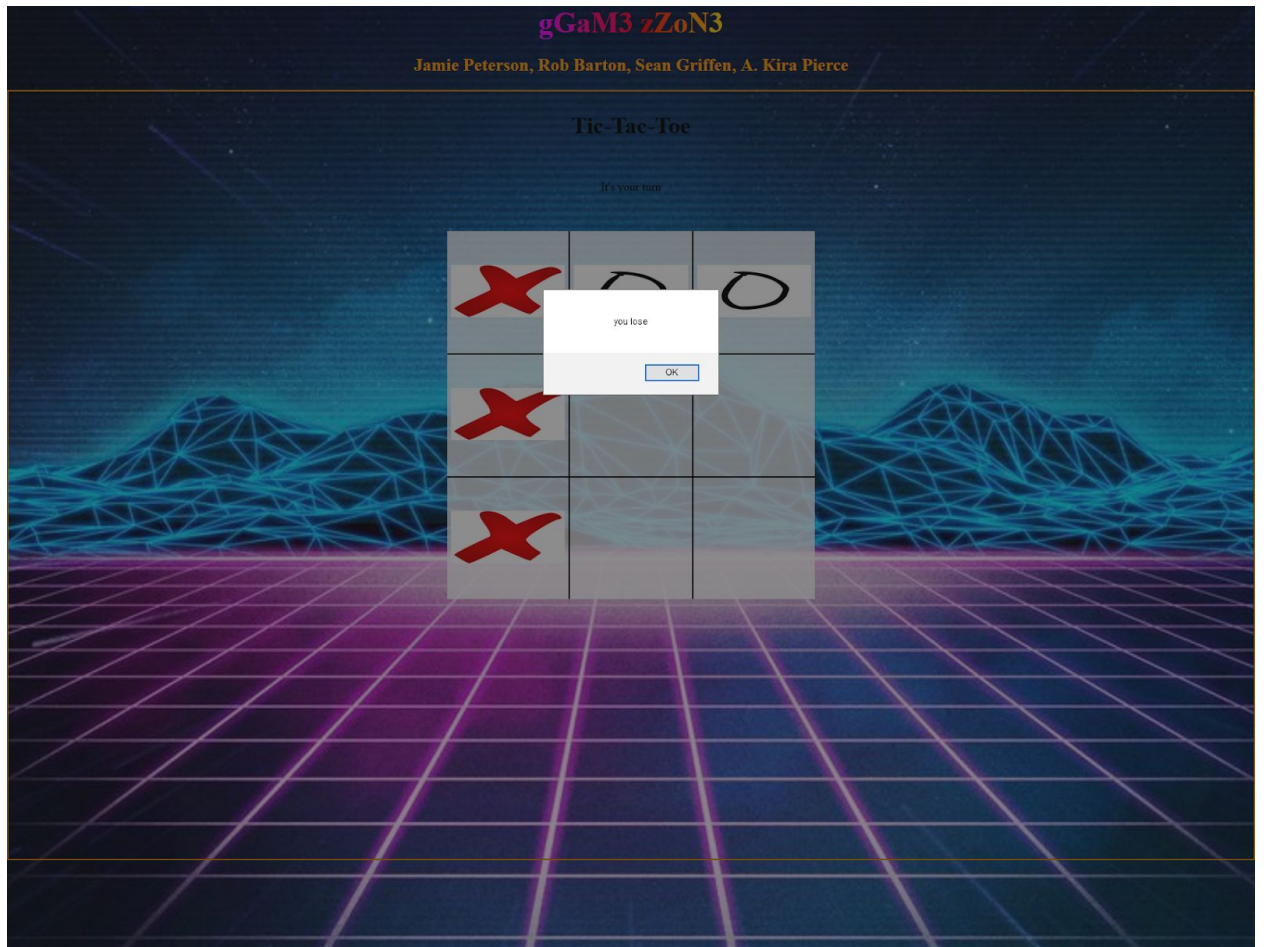 gGaM3 zZoN3
Jamie Peterson, Rob Barton, Sean Griffen, A. Kira Pierce
Tic-Tac-Toe
It's your turn
you lose
OK